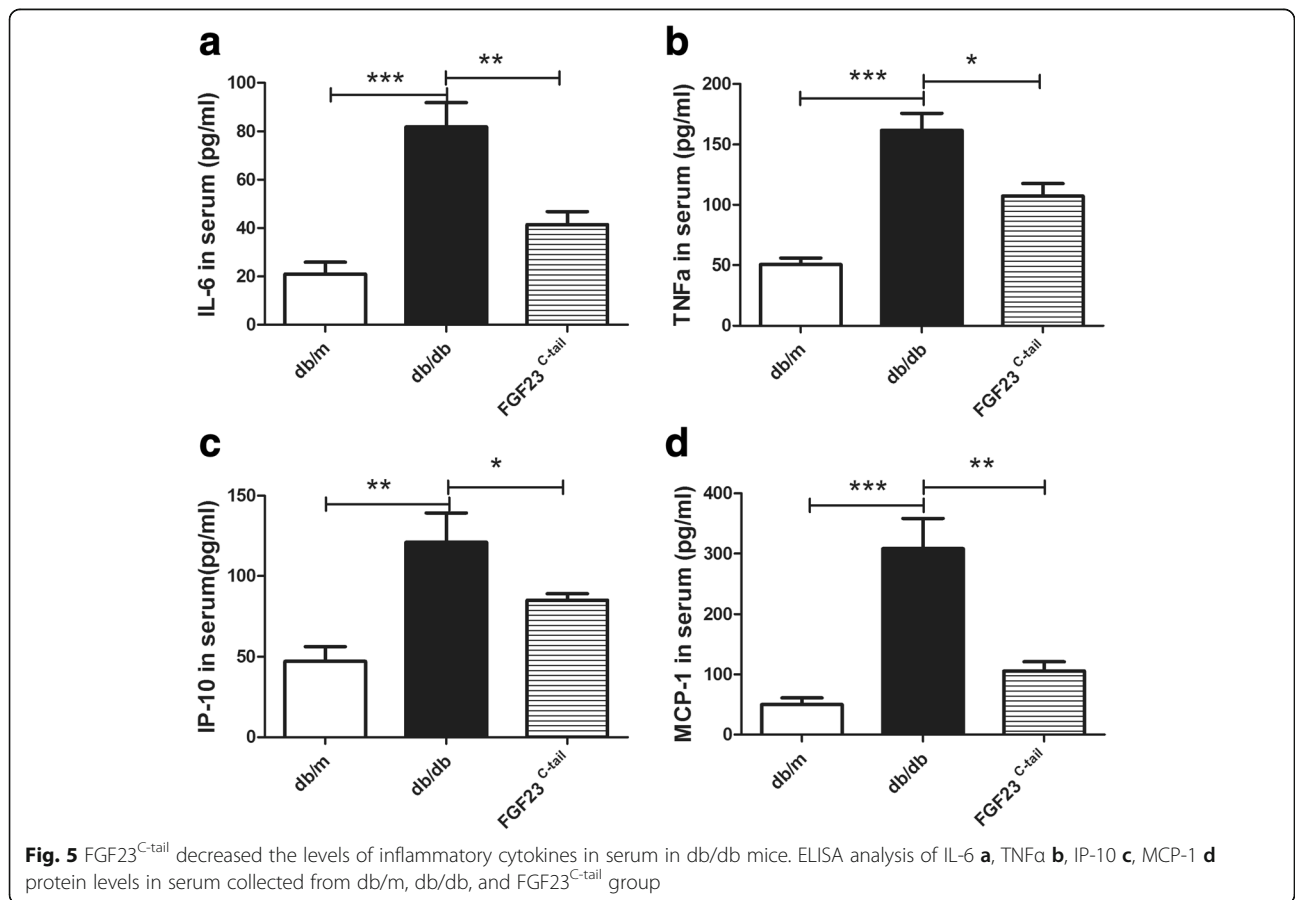 a
IL-6 in serum (pg/ml)
100
80
60
40
20
0
***
**
db/m
db/db
FGF23 C-tail
b
TNFa in serum (pg/ml)
200
150
100
50
0
***
*
db/m
db/db
FGF23 C-tail
c
IP-10 in serum(pg/ml)
150
100
50
0
**
*
db/m
db/db
FGF23 C-tail
d
MCP-1 in serum (pg/ml)
400
300
200
100
0
***
**
db/m
db/db
FGF23 C-tail
Fig. 5 FGF23C-tail decreased the levels of inflammatory cytokines in serum in db/db mice. ELISA analysis of IL-6 a, TNFα b, IP-10 c, MCP-1 d
protein levels in serum collected from db/m, db/db, and FGF23C-tail group